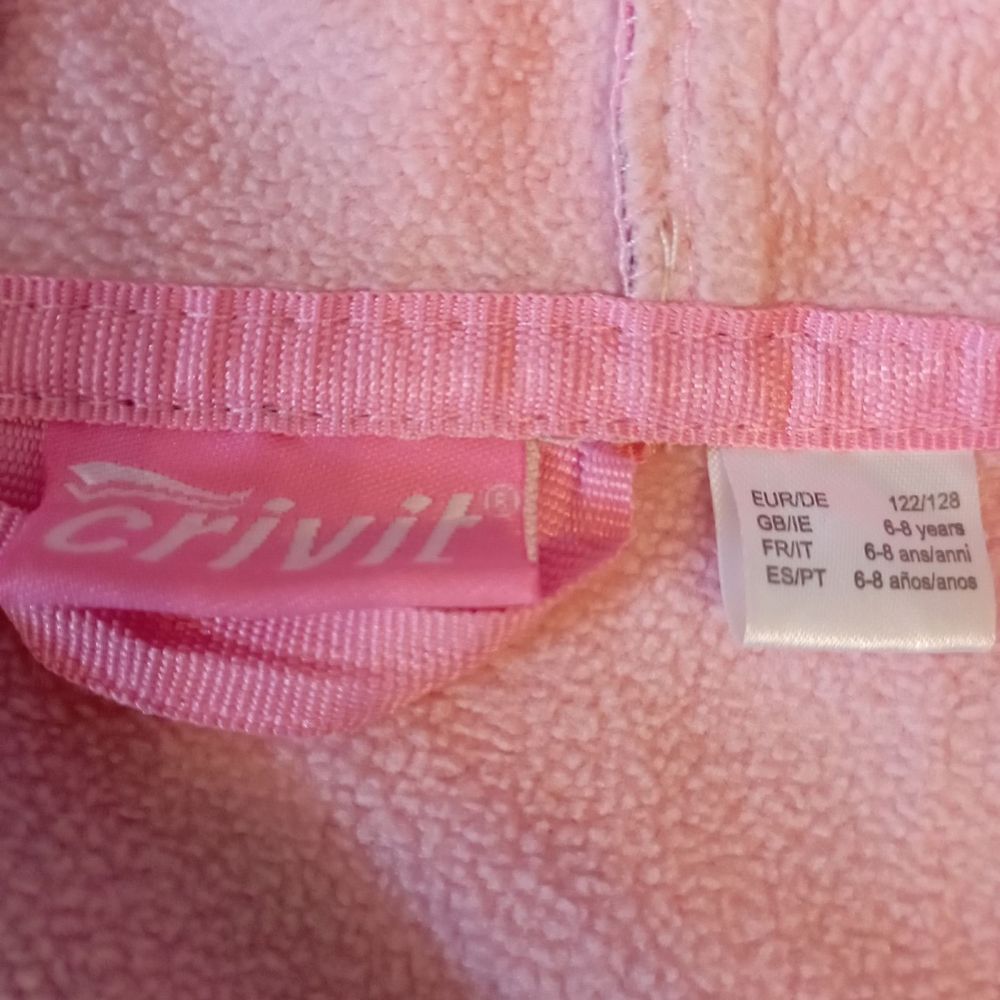 crivit®
EUR/DE 122/128
GB/IE 6-8 years
FR/IT 6-8 ans/anni
ES/PT 6-8 años/anos